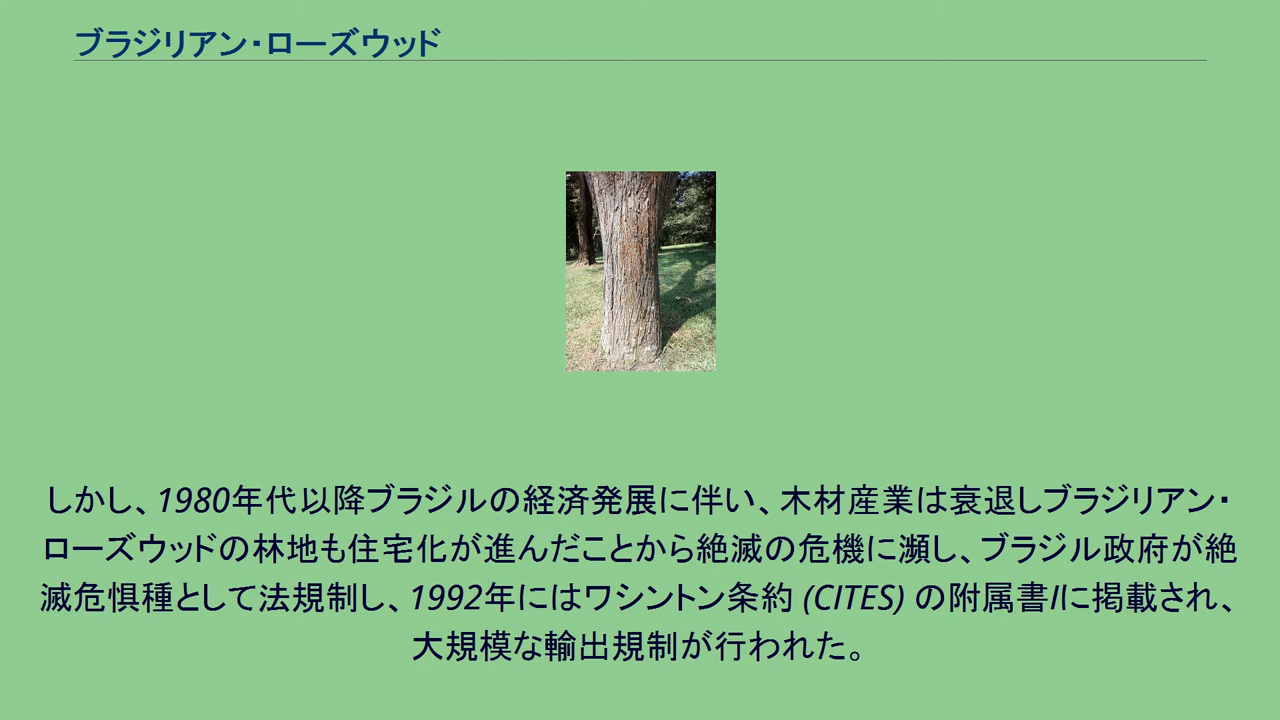 ブラジリアン・ローズウッド
しかし、1980年代以降ブラジルの経済発展に伴い、木材産業は衰退しブラジリアン・
ローズウッドの林地も住宅化が進んだことから絶滅の危機に瀕し、ブラジル政府が絶
滅危惧種として法規制し、1992年にはワシントン条約 (CITES) の附属書Iに掲載され、
大規模な輸出規制が行われた。